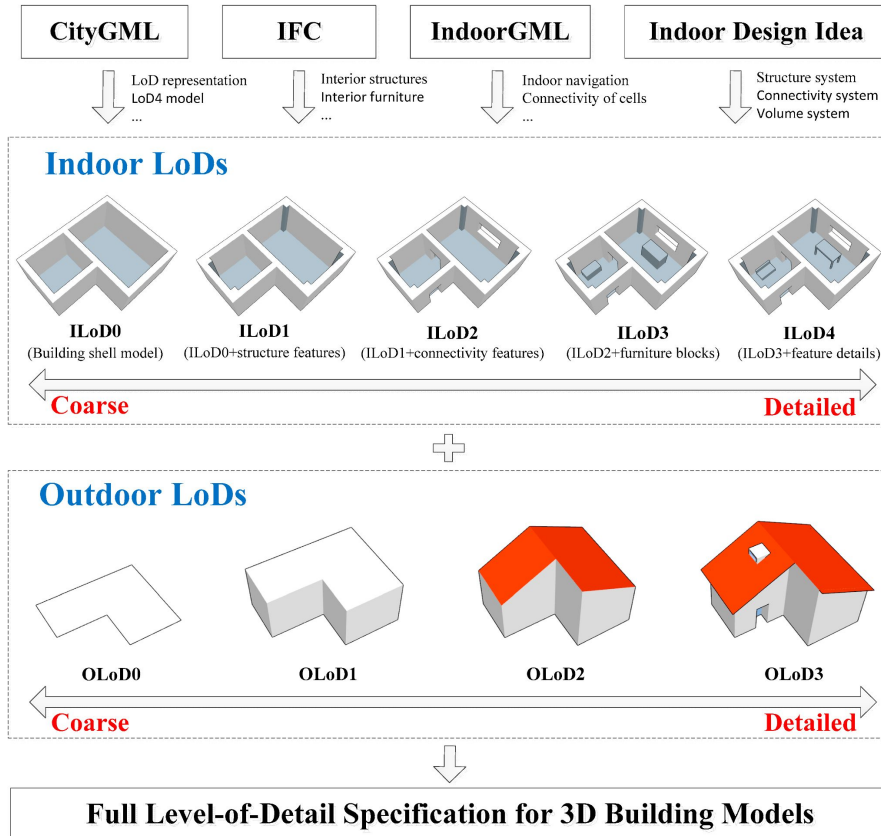 CityGML
IFC
IndoorGML
Indoor Design Idea
LoD representation
LoD4 model
...
Interior structures
Interior furniture
...
Indoor navigation
Connectivity of cells
...
Structure system
Connectivity system
Volume system
Indoor LoDs
ILoD0
(Building shell model)
ILoD1
(ILoD0+structure features)
ILoD2
(ILoD1+connectivity features)
ILoD3
(ILoD2+furniture blocks)
ILoD4
(ILoD3+feature details)
Coarse
Detailed
Outdoor LoDs
OLoD0
OLoD1
OLoD2
OLoD3
Coarse
Detailed
Full Level-of-Detail Specification for 3D Building Models